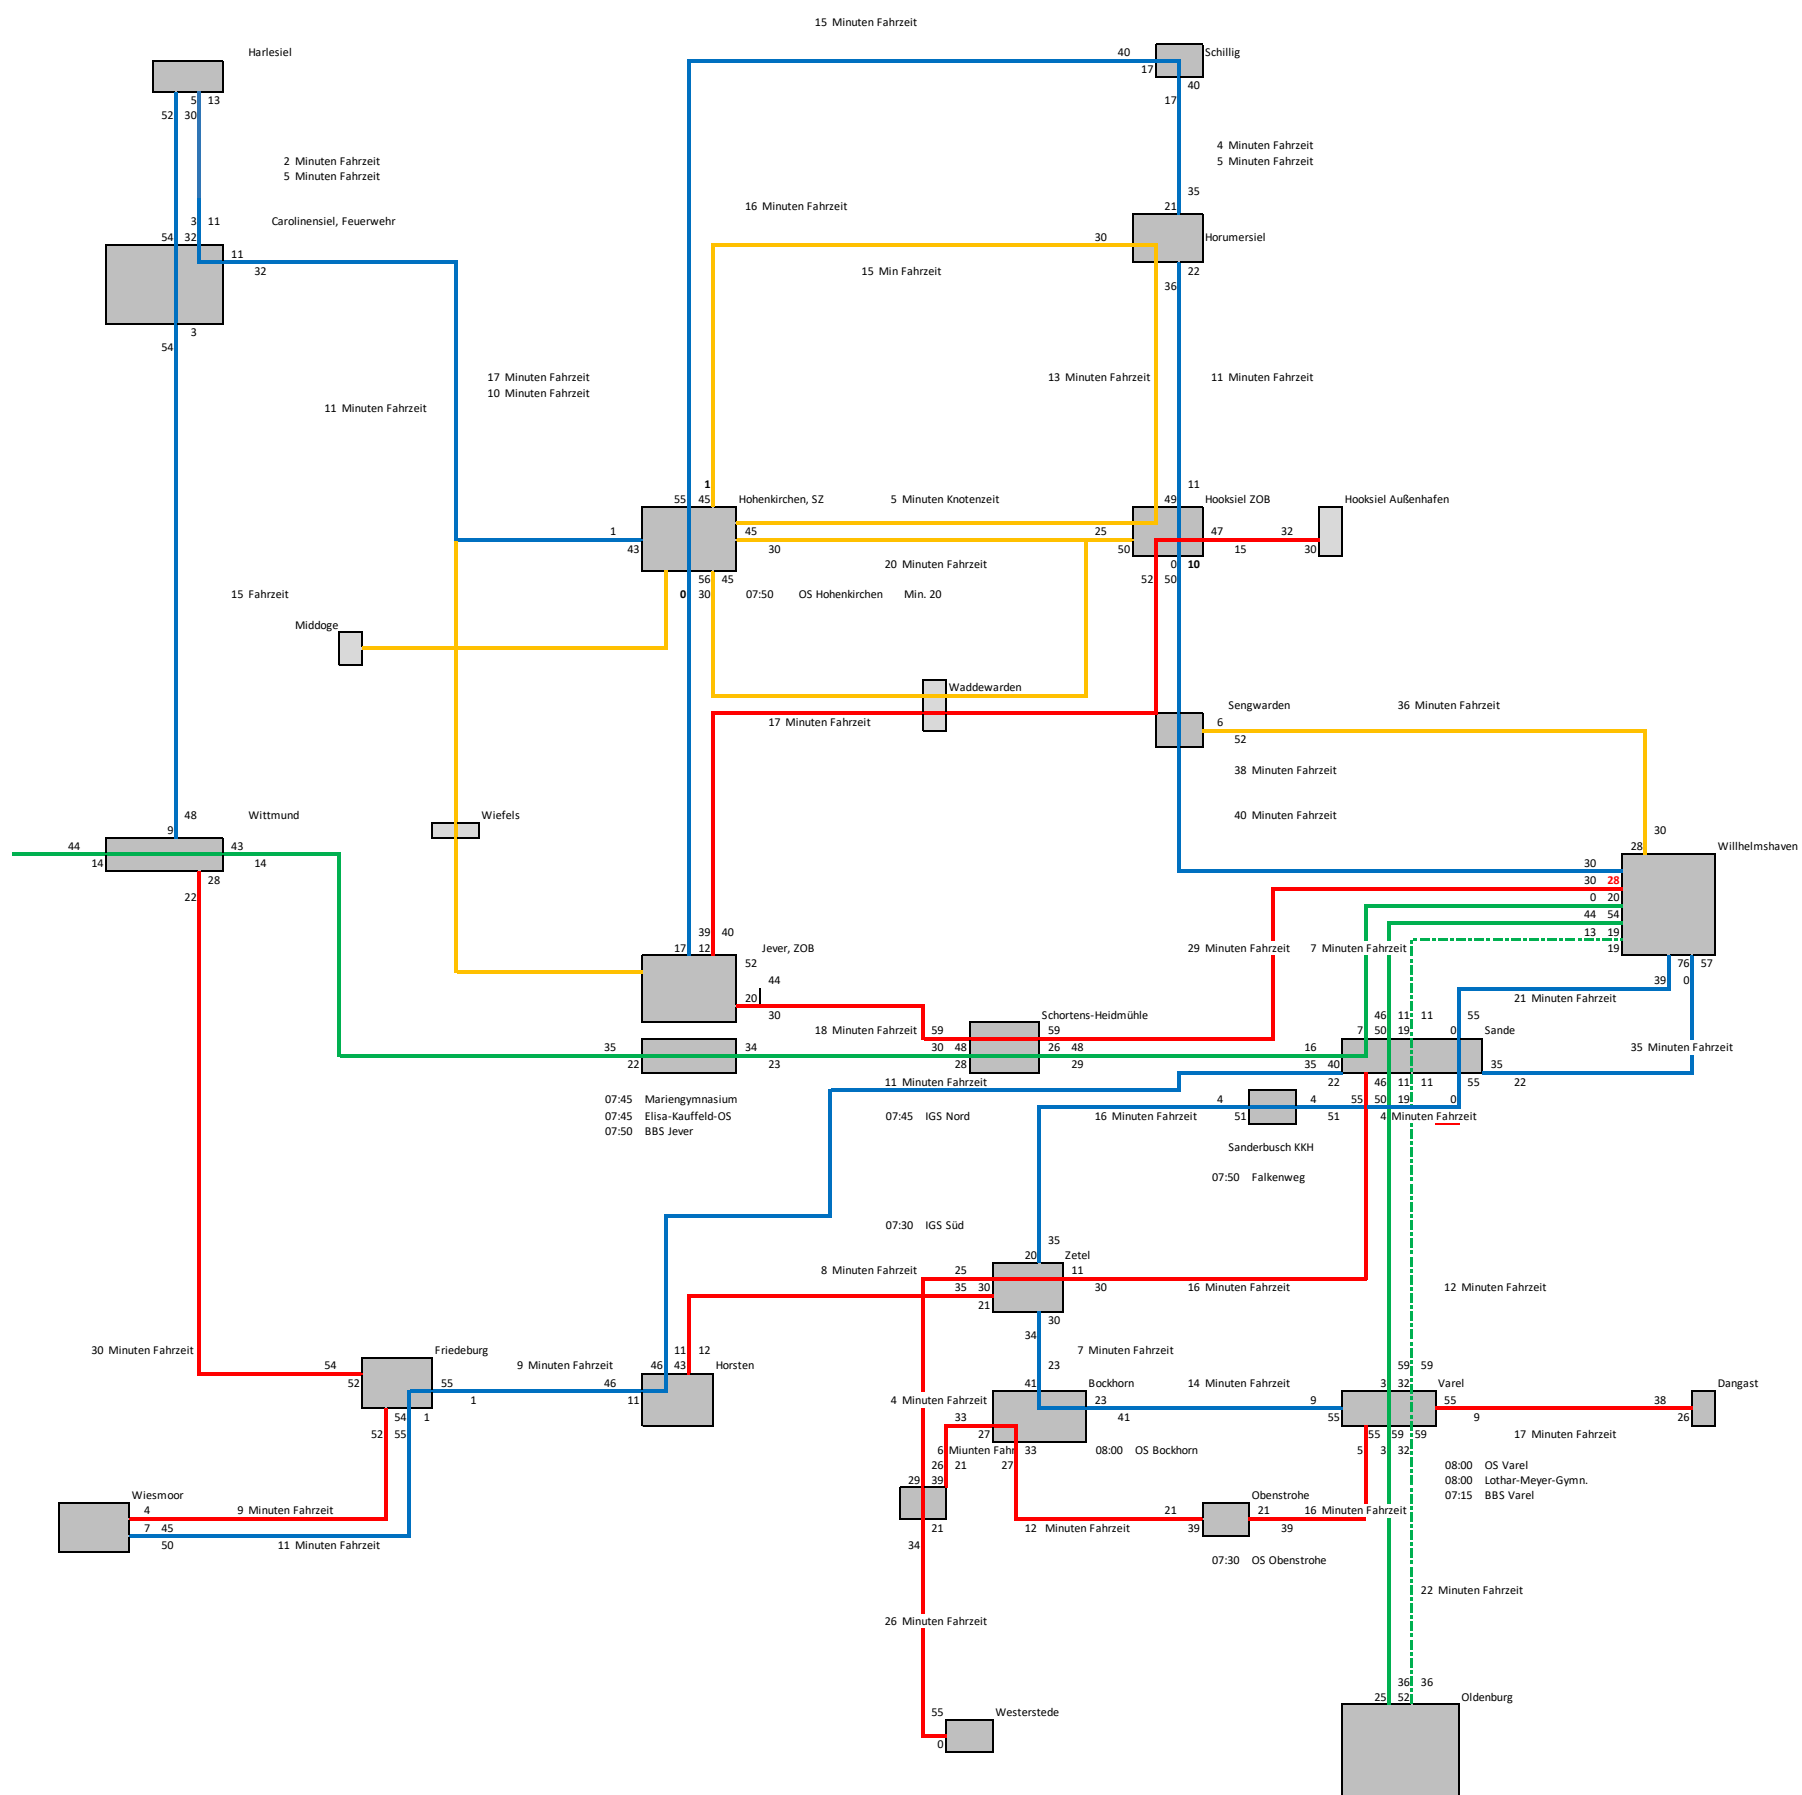 15 Minuten Fahrzeit
Harlesiel
40
Schillig
17
40
5 13
52 30
17
4 Minuten Fahrzeit
5 Minuten Fahrzeit
2 Minuten Fahrzeit
5 Minuten Fahrzeit
35
16 Minuten Fahrzeit
21
3 11
Carolinensiel, Feuerwehr
54 32
30
Horumersiel
11
32
15 Min Fahrzeit
22
36
3
54
17 Minuten Fahrzeit
10 Minuten Fahrzeit
13 Minuten Fahrzeit
11 Minuten Fahrzeit
11 Minuten Fahrzeit
1
11
55 45
Hohenkirchen, SZ
5 Minuten Knotenzeit
49
Hooksiel ZOB
Hooksiel Außenhafen
1
45
25
47
32
43
30
50
15
30
20 Minuten Fahrzeit
0 10
56 45
52 50
15 Fahrzeit
0 30
07:50 OS Hohenkirchen Min. 20
Middoge
Waddewarden
17 Minuten Fahrzeit
Sengwarden
36 Minuten Fahrzeit
6
52
38 Minuten Fahrzeit
48
Wittmund
Wiefels
40 Minuten Fahrzeit
9
30
44
43
28
Willhelmshaven
14
14
30
28
30 28
22
0 20
44 54
39 40
13 19
17 12
Jever, ZOB
29 Minuten Fahrzeit
7 Minuten Fahrzeit
19
52
76 57
44
39 0
20
21 Minuten Fahrzeit
30
Schortens-Heidmühle
46 11 11
55
18 Minuten Fahrzeit
59
59
7 50 19
0
Sande
35
34
30 48
26 48
16
35 Minuten Fahrzeit
22
23
28
29
35 40
35
11 Minuten Fahrzeit
22
46 11 11
55
22
07:45 Mariengymnasium
4
4
55 50 19
0
07:45 Elisa-Kauffeld-OS
07:45 IGS Nord
16 Minuten Fahrzeit
51
51
4 Minuten Fahrzeit
07:50 BBS Jever
Sanderbusch KKH
07:50 Falkenweg
07:30 IGS Süd
35
20
Zetel
8 Minuten Fahrzeit
25
11
35 30
30
16 Minuten Fahrzeit
12 Minuten Fahrzeit
21
30
34
30 Minuten Fahrzeit
Friedeburg
11 12
7 Minuten Fahrzeit
54
9 Minuten Fahrzeit
46 43
Horsten
23
59 59
52
55
46
41
Bockhorn
14 Minuten Fahrzeit
3 32
Varel
Dangast
1
11
4 Minuten Fahrzeit
23
9
55
38
54 1
33
41
55
9
26
52 55
27
55 59 59
17 Minuten Fahrzeit
6 Miunten Fahr
33
08:00 OS Bockhorn
5 3 32
26 21
27
08:00 OS Varel
29 39
08:00 Lothar-Meyer-Gymn.
Wiesmoor
Obenstrohe
07:15 BBS Varel
4
9 Minuten Fahrzeit
21
21
16 Minuten Fahrzeit
7 45
21
12 Minuten Fahrzeit
39
39
50
11 Minuten Fahrzeit
34
07:30 OS Obenstrohe
22 Minuten Fahrzeit
26 Minuten Fahrzeit
36 36
25 52
Oldenburg
55
Westerstede
0